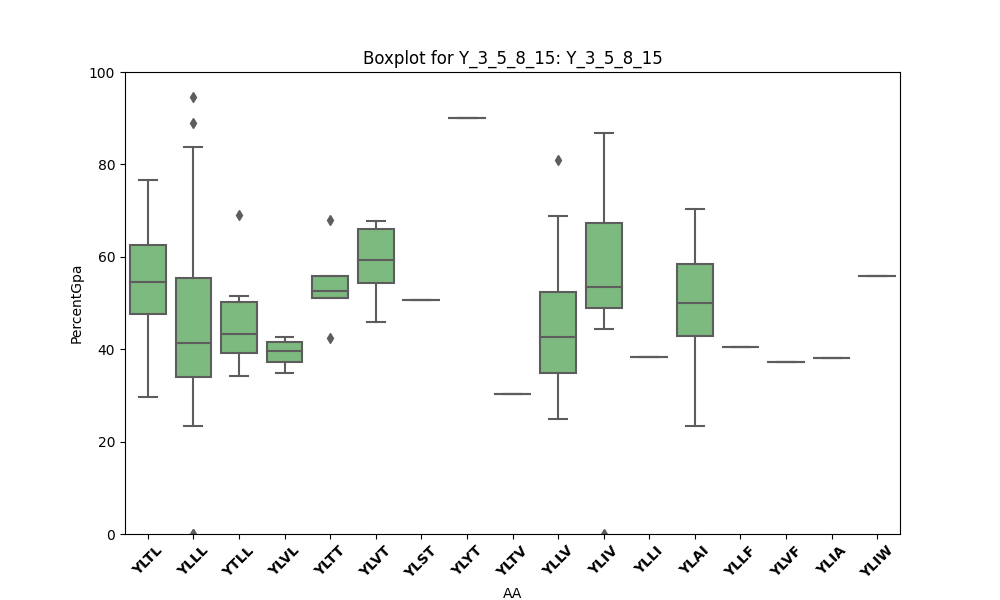 Boxplot for Y_3_5_8_15: Y_3_5_8_15
100
80
60
40
20
0
PercentGpa
YLTL YLLL YTLL YLVL YLTT YLVT YLST YLYT YLTV YLLV YLIV YLLI YLAI YLLF YLVF YLIA YLIW
AA